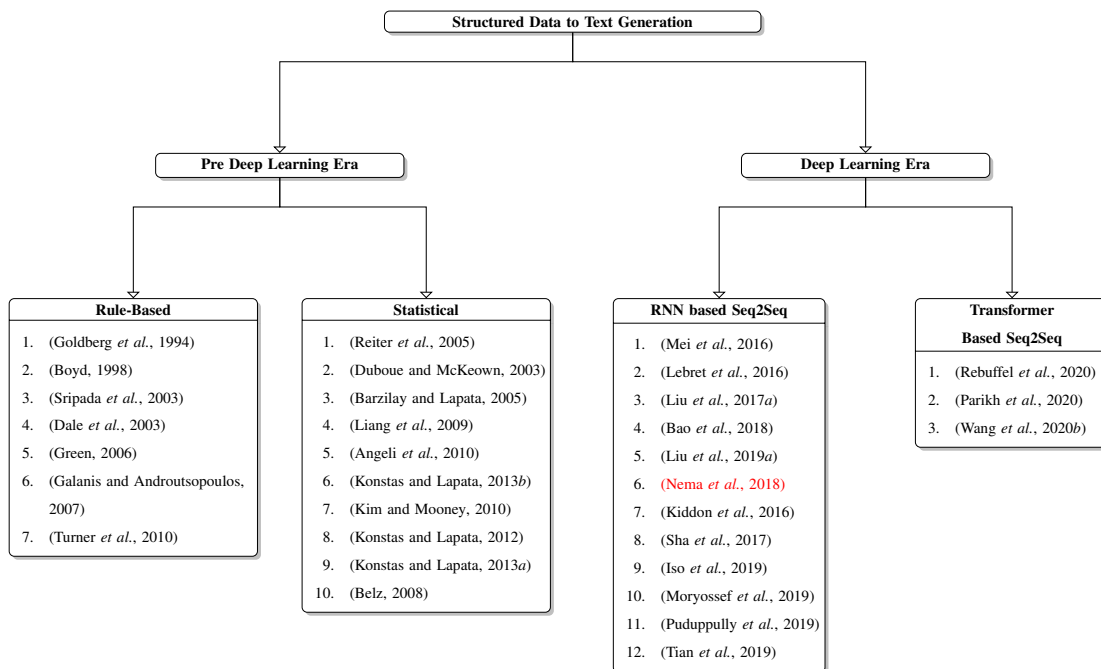 Structured Data to Text Generation
Pre Deep Learning Era
Deep Learning Era
Rule-Based
1. (Goldberg et al., 1994)
2. (Boyd, 1998)
3. (Sripada et al., 2003)
4. (Dale et al., 2003)
5. (Green, 2006)
6. (Galanis and Androutsopoulos,
2007)
7. (Turner et al., 2010)
Statistical
1. (Reiter et al., 2005)
2. (Duboue and McKeown, 2003)
3. (Barzilay and Lapata, 2005)
4. (Liang et al., 2009)
5. (Angeli et al., 2010)
6. (Konstas and Lapata, 2013b)
7. (Kim and Mooney, 2010)
8. (Konstas and Lapata, 2012)
9. (Konstas and Lapata, 2013a)
10. (Belz, 2008)
RNN based Seq2Seq
1. (Mei et al., 2016)
2. (Lebret et al., 2016)
3. (Liu et al., 2017a)
4. (Bao et al., 2018)
5. (Liu et al., 2019a)
6. (Nema et al., 2018)
7. (Kiddon et al., 2016)
8. (Sha et al., 2017)
9. (Iso et al., 2019)
10. (Moryossef et al., 2019)
11. (Puduppully et al., 2019)
12. (Tian et al., 2019)
Transformer
Based Seq2Seq
1. (Rebuffel et al., 2020)
2. (Parikh et al., 2020)
3. (Wang et al., 2020b)